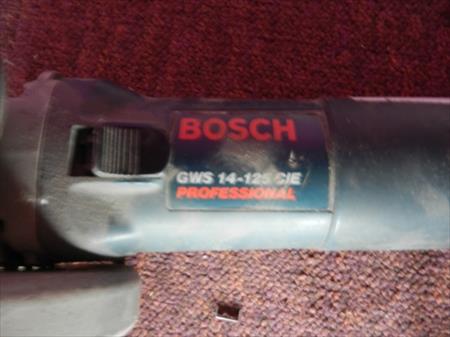 BOSCH
GWS 14-125 CIE
PROFESSIONAL